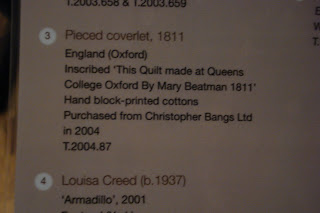 T.2003.658 & T.2003.659
3 Pieced coverlet, 1811
England (Oxford)
Inscribed 'This Quilt made at Queens
College Oxford By Mary Beatman 1811'
Hand block-printed cottons
Purchased from Christopher Bangs Ltd
in 2004
T.2004.87
4 Louisa Creed (b.1937)
'Armadillo', 2001